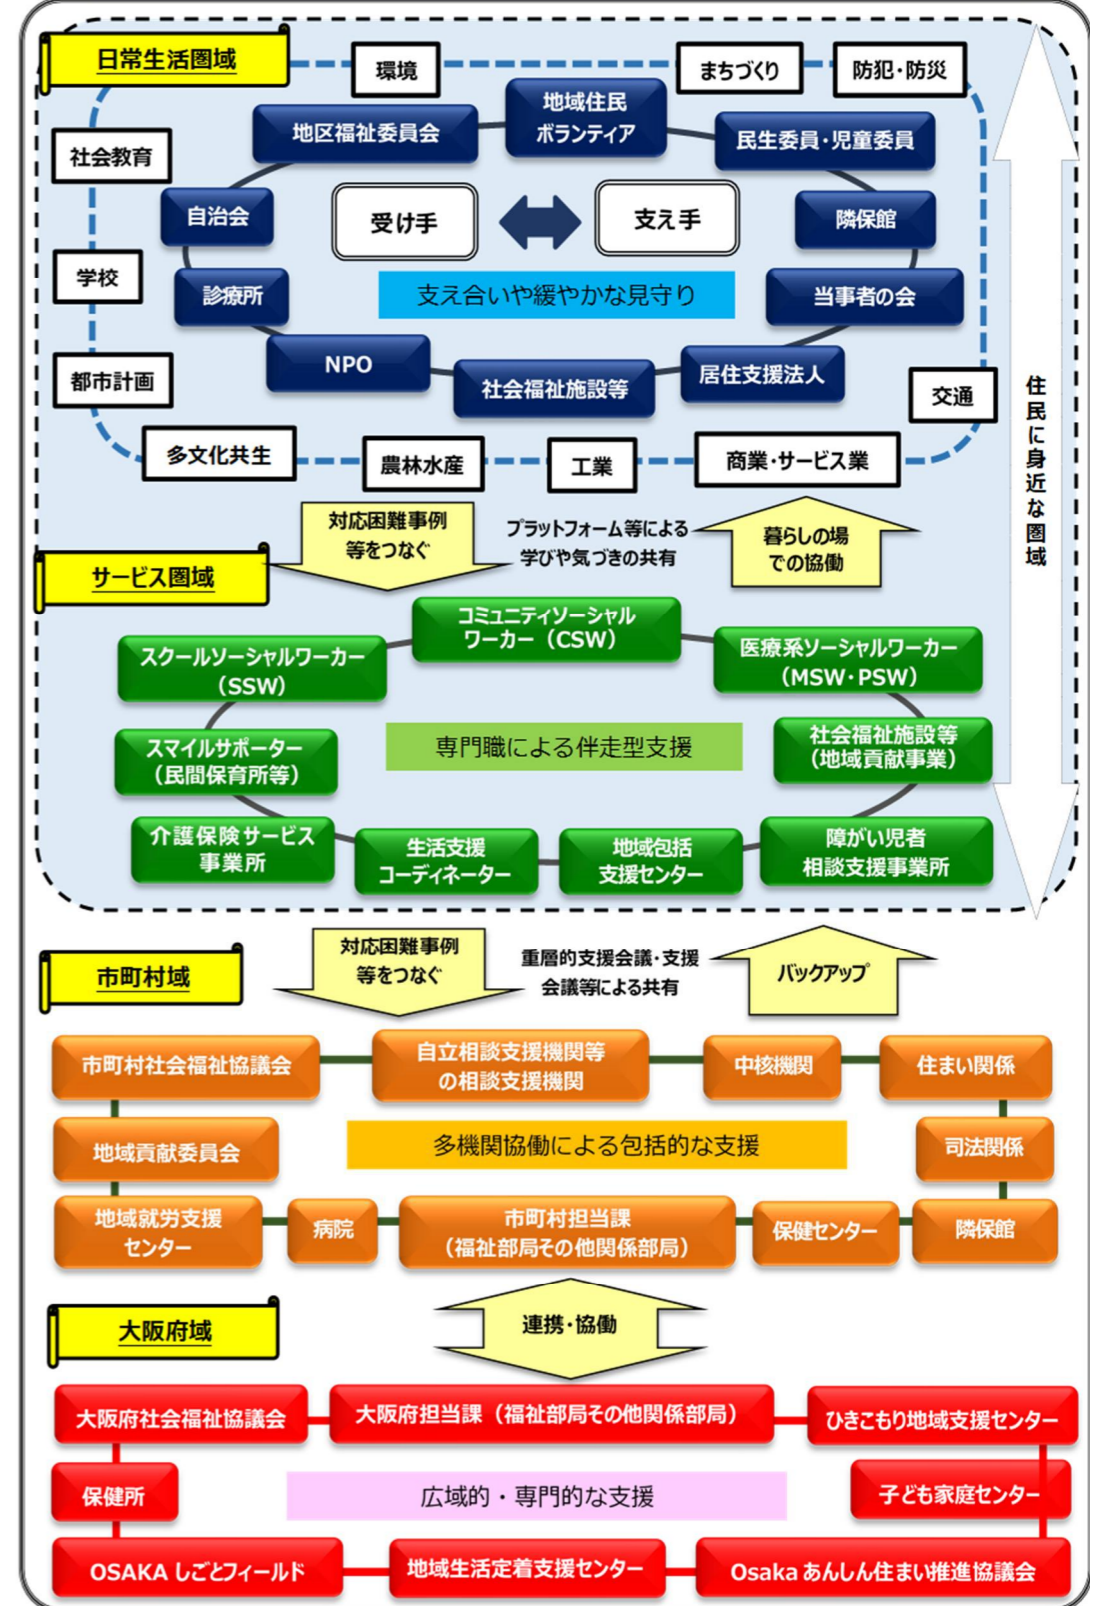 日常生活圏域
環境
まちづくり
防犯・防災
地域住民
ボランティア
地区福祉委員会
民生委員・児童委員
社会教育
自治会
受け手
支え手
隣保館
学校
診療所
支え合いや緩やかな見守り
当事者の会
NPO
社会福祉施設等
居住支援法人
都市計画
交通
多文化共生
農林水産
工業
商業・サービス業
住民に身近な圏域
対応困難事例
等をつなぐ
プラットフォーム等による
学びや気づきの共有
暮らしの場
での協働
サービス圏域
コミュニティソーシャル
ワーカー（CSW）
スクールソーシャルワーカー
（SSW）
医療系ソーシャルワーカー
（MSW・PSW）
スマイルサポーター
（民間保育所等）
専門職による伴走型支援
社会福祉施設等
（地域貢献事業）
介護保険サービス
事業所
生活支援
コーディネーター
地域包括
支援センター
障がい児者
相談支援事業所
市町村域
対応困難事例
等をつなぐ
重層的支援会議・支援
会議等による共有
バックアップ
市町村社会福祉協議会
自立相談支援機関等
の相談支援機関
中核機関
住まい関係
地域貢献委員会
多機関協働による包括的な支援
司法関係
地域就労支援
センター
病院
市町村担当課
（福祉部局その他関係部局）
保健センター
隣保館
大阪府域
連携・協働
大阪府社会福祉協議会
大阪府担当課（福祉部局その他関係部局）
ひきこもり地域支援センター
保健所
広域的・専門的な支援
子ども家庭センター
OSAKA しごとフィールド
地域生活定着支援センター
Osaka あんしん住まい推進協議会